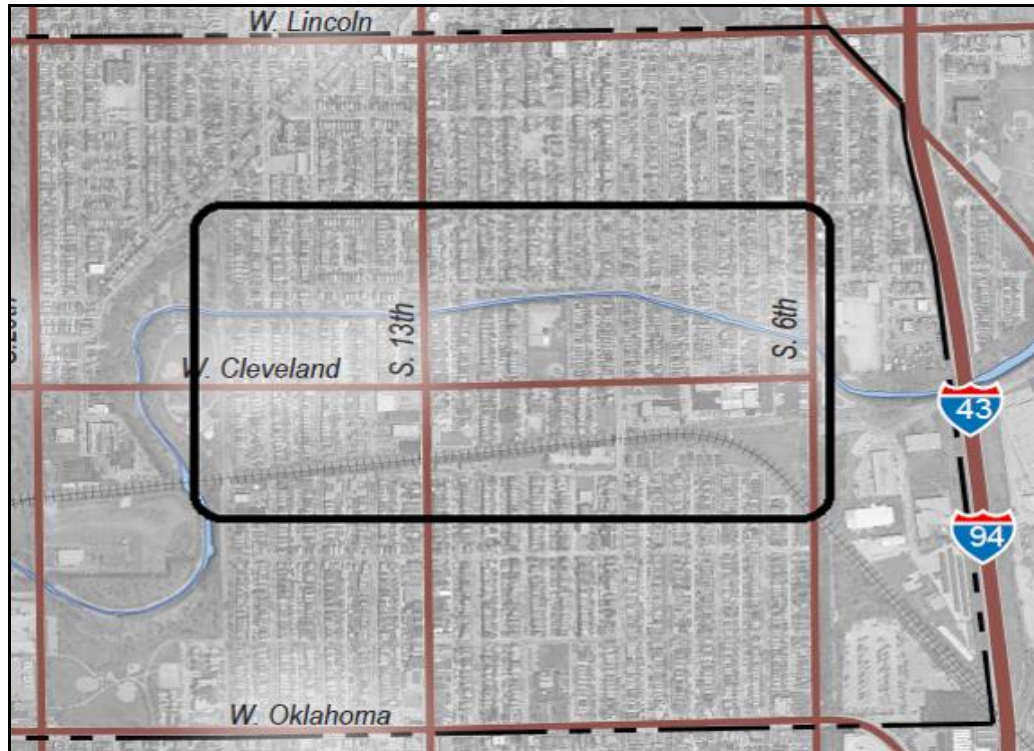 W. Lincoln
S. 13th
S. 6th
W. Cleveland
43
94
W. Oklahoma